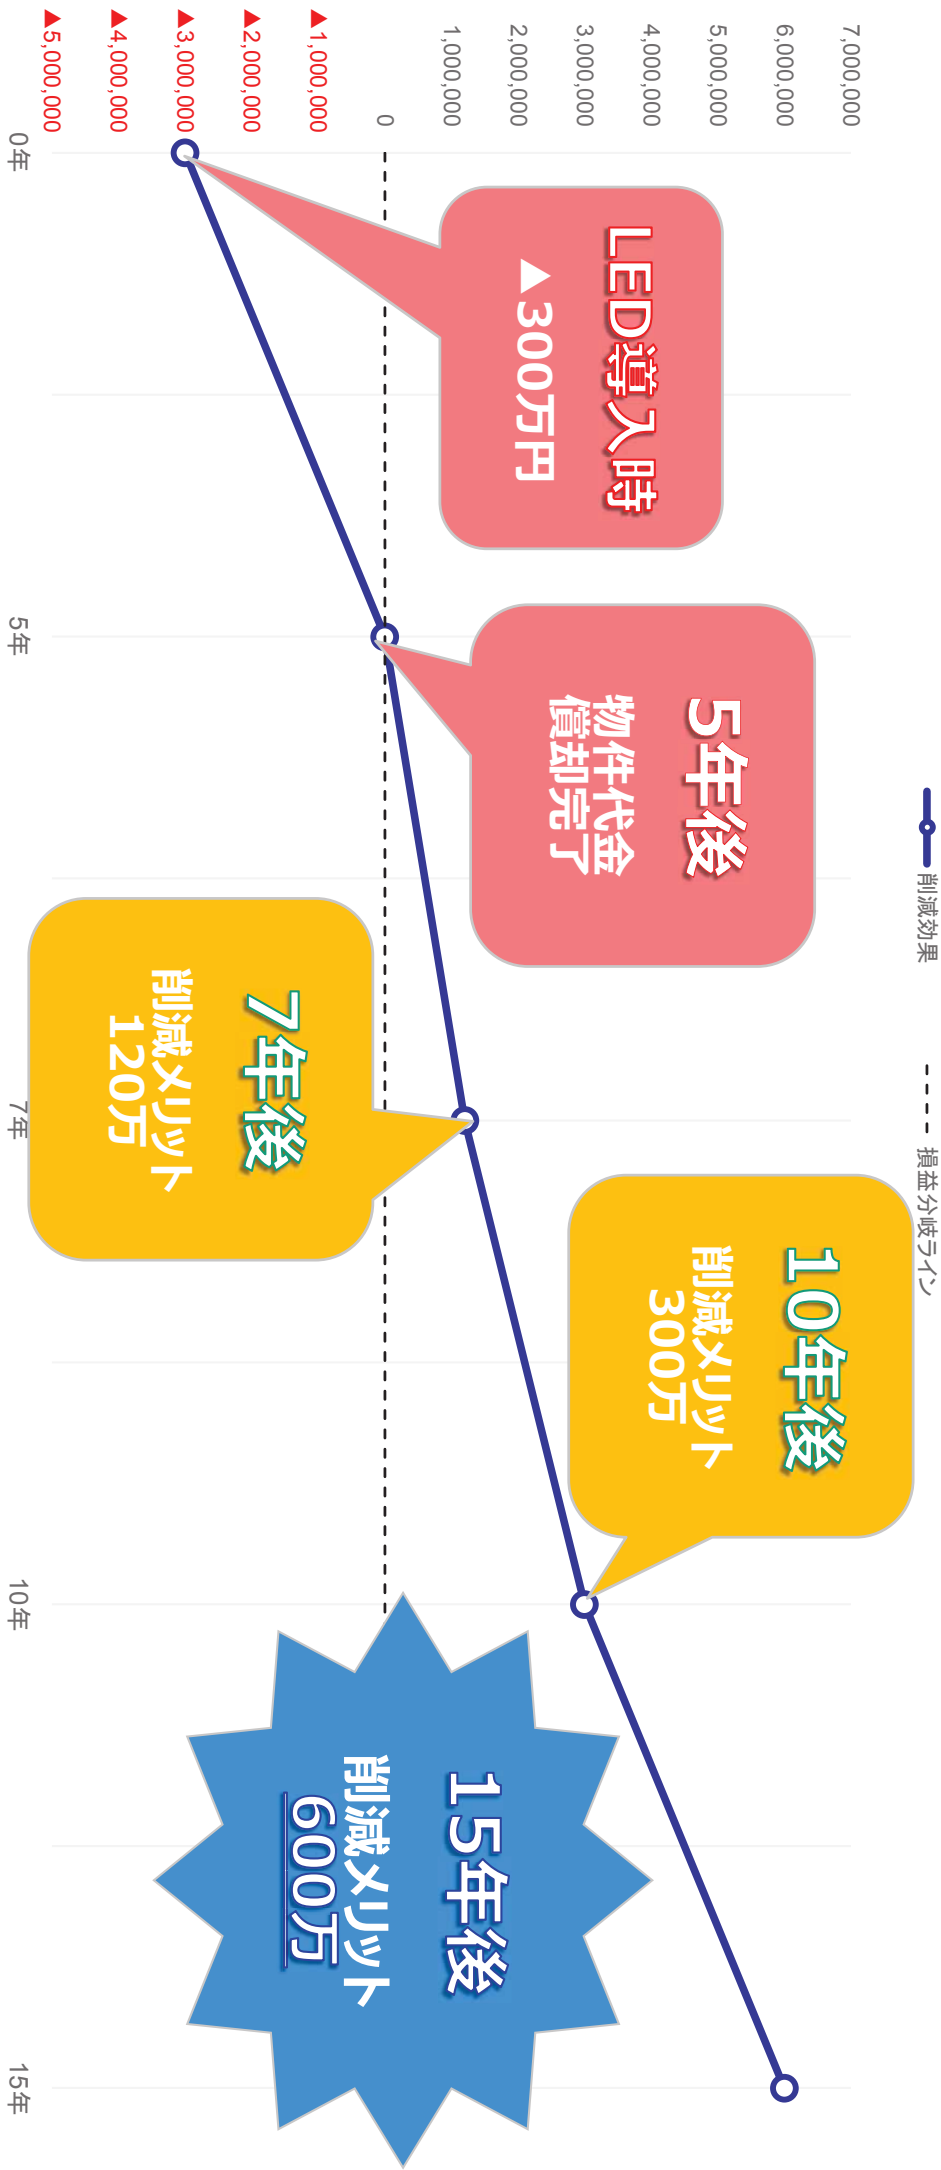 削減効果
損益分岐ライン
7,000,000
6,000,000
5,000,000
4,000,000
3,000,000
2,000,000
1,000,000
0
▲1,000,000
▲2,000,000
▲3,000,000
▲4,000,000
▲5,000,000
LED導入時
▲300万円
5年後
物件代金
償却完了
7年後
削減メリット
120万
10年後
削減メリット
300万
15年後
削減メリット
600万
0年
5年
7年
10年
15年